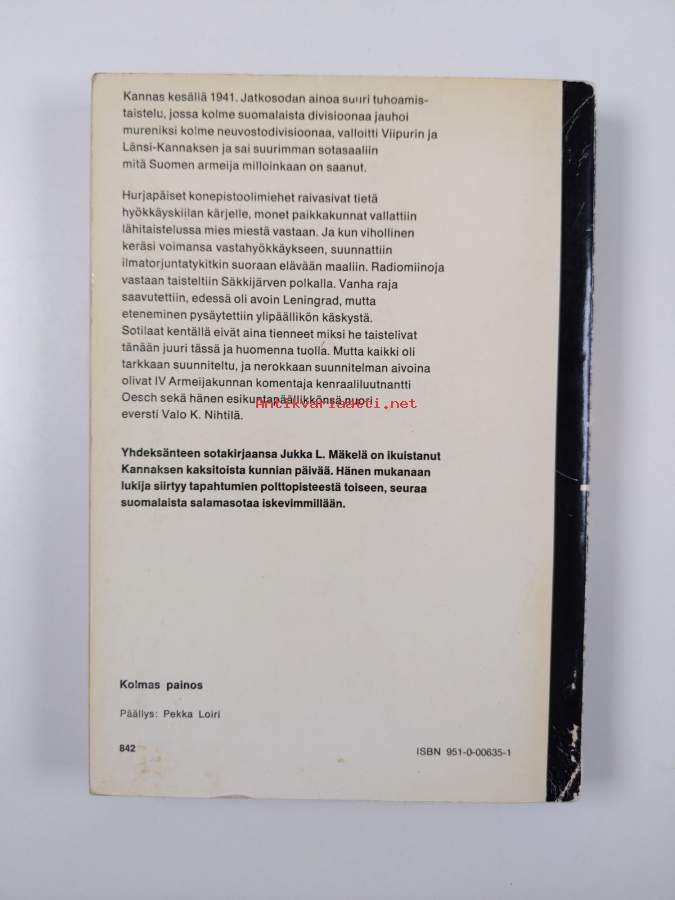 Kannas kesällä 1941. Jatkosodan ainoa suuri tuhoamis-
taistelu, jossa kolme suomalaista divisioonaa jauhoi
mureniksi kolme neuvostodivisioonaa, valloitti Viipurin ja
Länsi-Kannaksen ja sai suurimman sotasaaliin
mitä Suomen armeija milloinkaan on saanut.
Hurjapäiset konepistoolimiehet raivasivat tietä
hyökkäyskiilan kärjelle, monet paikkakunnat vallattiin
lähitaistelussa mies miestä vastaan. Ja kun vihollinen
keräsi voimansa vastahyökkäykseen, suunnattiin
ilmatorjuntatykitkin suoraan elävään maaliin. Radiomiinoja
vastaan taisteltiin Säkkijärven polkalla. Vanha raja
saavutettiin, edessä oli avoin Leningrad, mutta
eteneminen pysäytettiin ylipäällikön käskystä.
Sotilaat kentällä eivät aina tienneet miksi he taistelivat
tänään juuri tässä ja huomenna tuolla. Mutta kaikki oli
tarkkaan suunniteltu, ja nerokkaan suunnitelman aivoina
olivat IV Armeijakunnan komentaja kenraaliluutnantti
Oesch sekä hänen esikuntapäällikkönsä nuori
Antikvariaatti.net
eversti Valo K. Nihtilä.
Yhdeksänteen sotakirjaansa Jukka L. Mäkelä on ikuistanut
Kannaksen kaksitoista kunnian päivää. Hänen mukanaan
lukija siirtyy tapahtumien polttopisteestä toiseen, seuraa
suomalaista salamasotaa iskevimmillään.
Kolmas painos
Päällys: Pekka Loiri
842
ISBN 951-0-00635-1